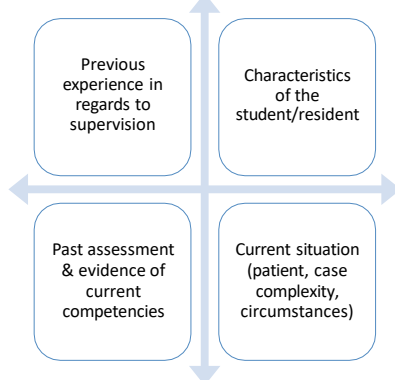 Previous
experience in
regards to
supervision
Characteristics
of the
student/resident
Past assessment
& evidence of
current
competencies
Current situation
(patient, case
complexity,
circumstances)